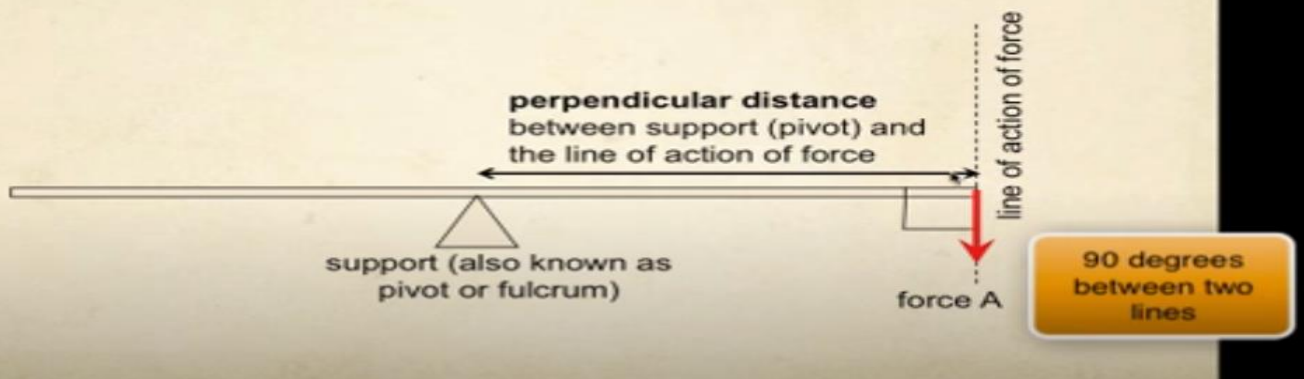 perpendicular distance
between support (pivot) and
the line of action of force
line of action of force
support (also known as
pivot or fulcrum)
force A
90 degrees
between two
lines